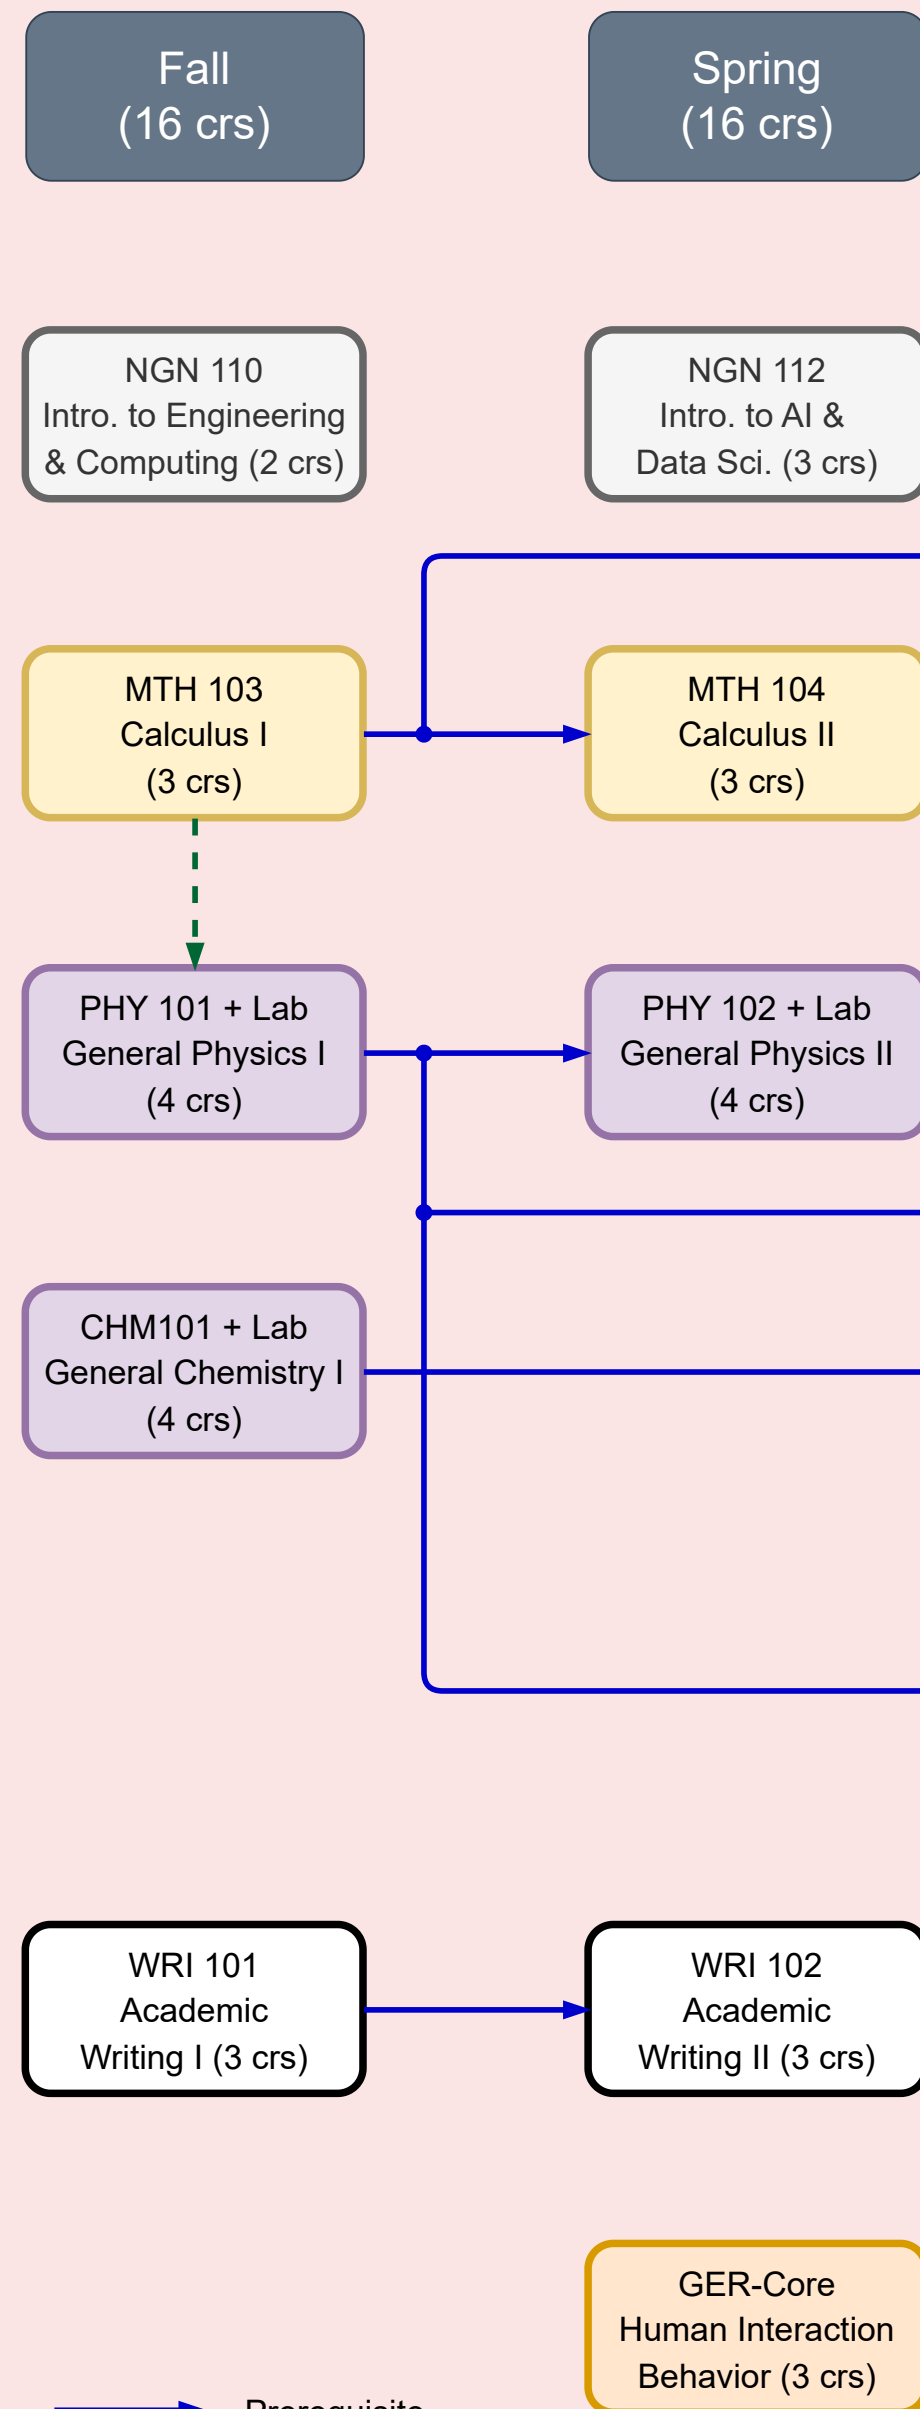 Fall
(16 crs)
Spring
(16 crs)
NGN 110
Intro. to Engineering
& Computing (2 crs)
NGN 112
Intro. to AI &
Data Sci. (3 crs)
MTH 103
Calculus I
(3 crs)
MTH 104
Calculus II
(3 crs)
PHY 101 + Lab
General Physics I
(4 crs)
PHY 102 + Lab
General Physics II
(4 crs)
CHM101 + Lab
General Chemistry I
(4 crs)
WRI 101
Academic
Writing I (3 crs)
WRI 102
Academic
Writing II (3 crs)
GER-Core
Human Interaction
Behavior (3 crs)
Prerequisite